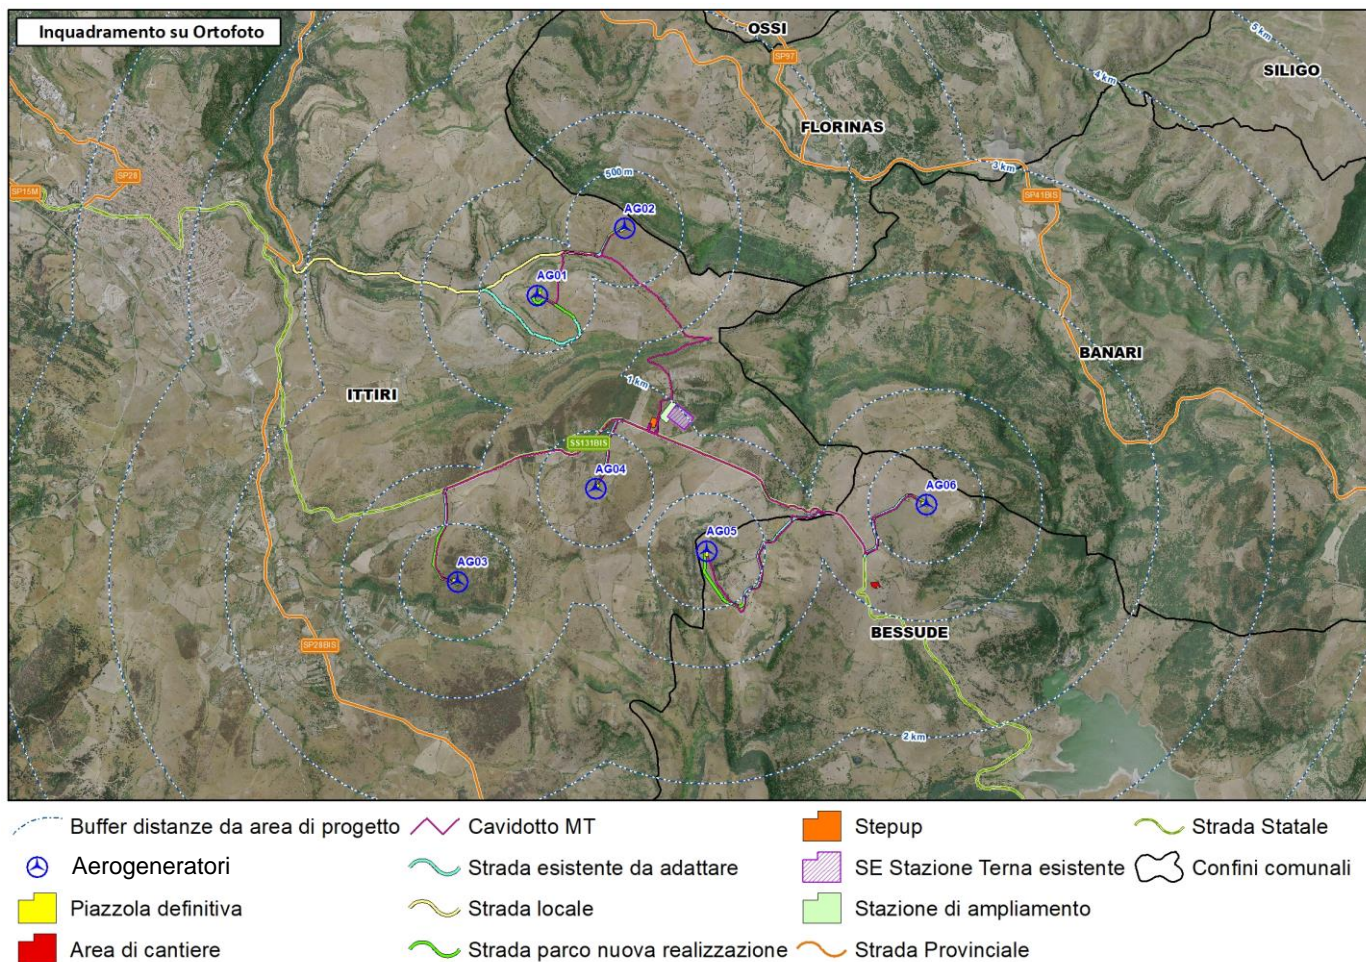 Inquadramento su Ortofoto
OSSI
SP97
5 km
4 km
SILIGO
FLORINAS
3 km
SP28
SP15M
500 m
SP41BIS
AG02
AG01
BANARI
1 km
ITTIRI
SS131BIS
AG04
AG06
AG05
AG03
BESSUDE
SP28BIS
2 km
Buffer distanze da area di progetto
Cavidotto MT
Stepup
Strada Statale
Aerogeneratori
Strada esistente da adattare
SE Stazione Terna esistente
Confini comunali
Piazzola definitiva
Strada locale
Stazione di ampliamento
Area di cantiere
Strada parco nuova realizzazione
Strada Provinciale